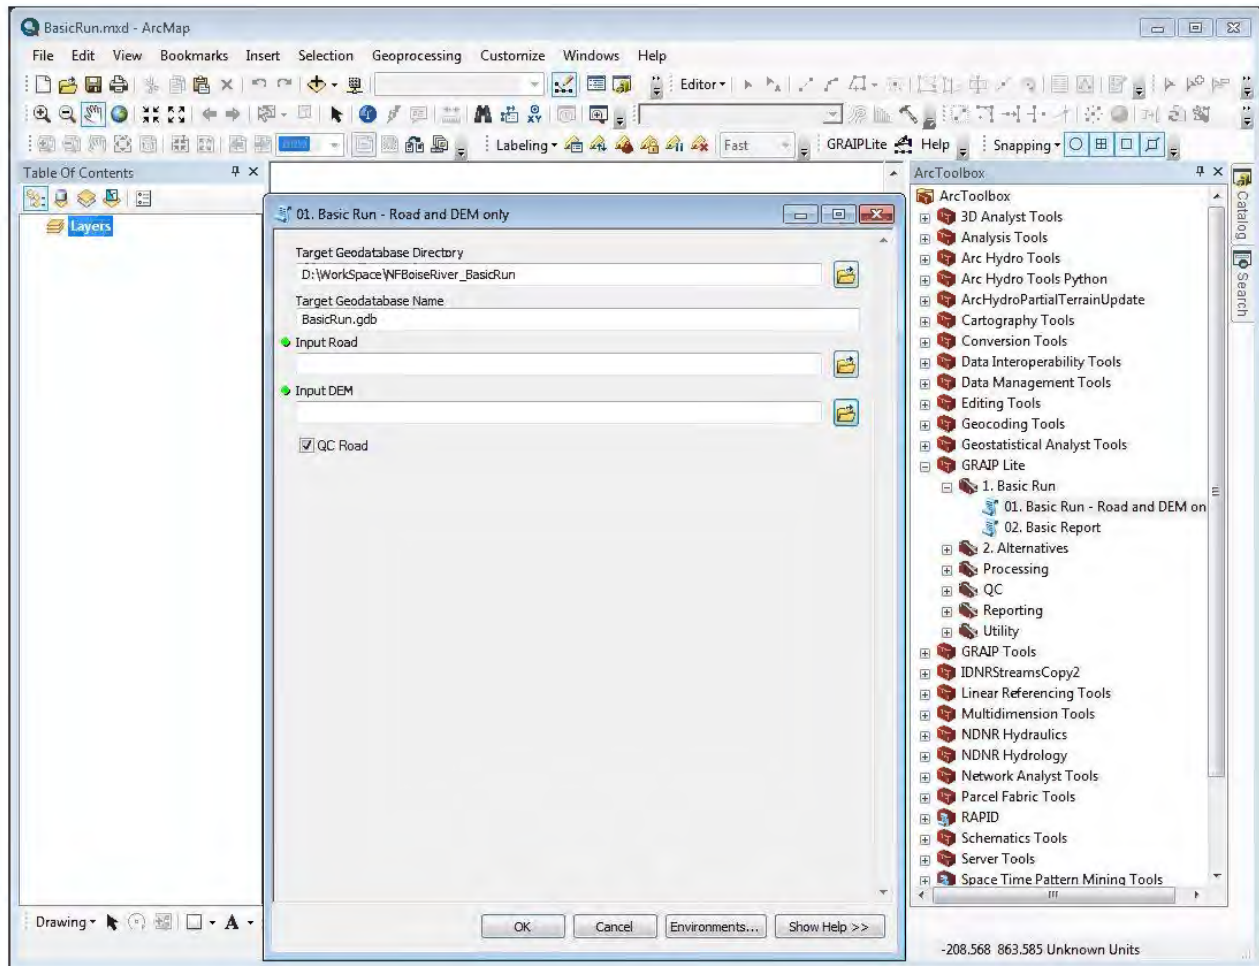 BasicRun.mxd - ArcMap
File Edit View Bookmarks Insert Selection Geoprocessing Customize Windows Help
Editor
Labeling Fast GRAIPLite Help Snapping
Table Of Contents
Layers
01. Basic Run - Road and DEM only
Target Geodatabase Directory
D:\WorkSpace\NFBoiseRiver_BasicRun
Target Geodatabase Name
BasicRun.gdb
Input Road
Input DEM
QC Road
OK Cancel Environments... Show Help >>
ArcToolbox
ArcToolbox
3D Analyst Tools
Analysis Tools
Arc Hydro Tools
Arc Hydro Tools Python
ArcHydroPartialTerrainUpdate
Cartography Tools
Conversion Tools
Data Interoperability Tools
Data Management Tools
Editing Tools
Geocoding Tools
Geostatistical Analyst Tools
GRAIP Lite
1. Basic Run
01. Basic Run - Road and DEM on
02. Basic Report
2. Alternatives
Processing
QC
Reporting
Utility
GRAIP Tools
IDNRStreamsCopy2
Linear Referencing Tools
Multidimension Tools
NDNR Hydraulics
NDNR Hydrology
Network Analyst Tools
Parcel Fabric Tools
RAPID
Schematics Tools
Server Tools
Space Time Pattern Mining Tools
Catalog
Search
Drawing A
-208.568 863.585 Unknown Units